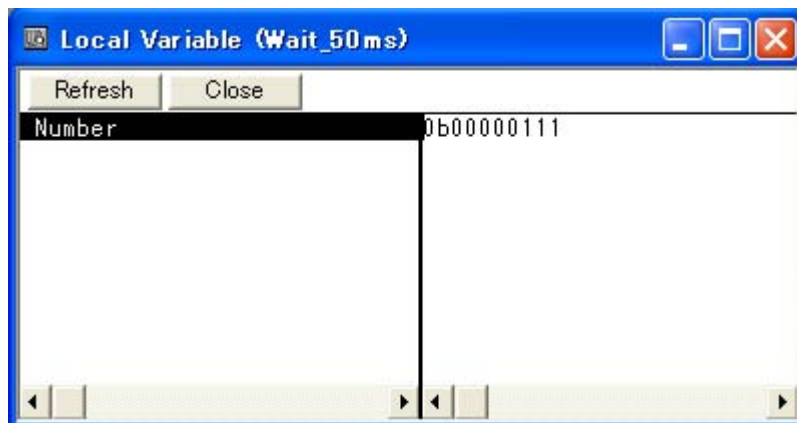 Local Variable (Wait_50ms)
Refresh Close
Number 0b00000111